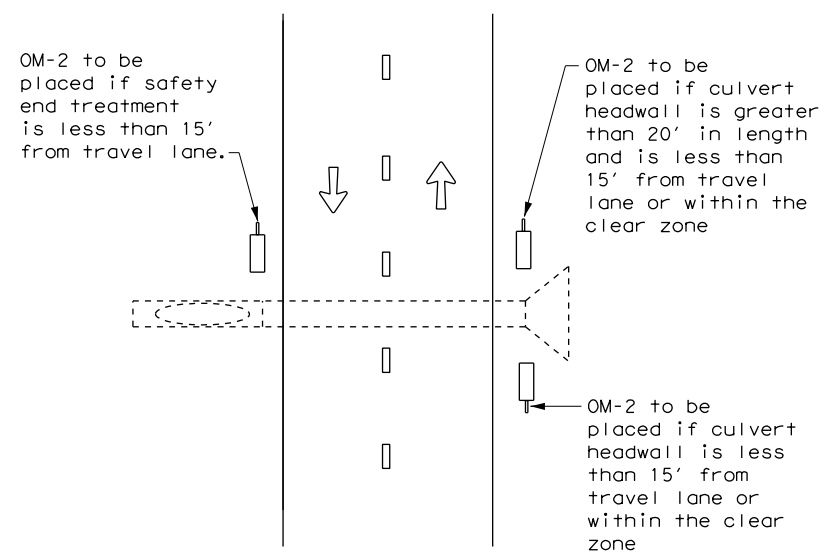 OM-2 to be
placed if safety
end treatment
is less than 15'
from travel lane.
OM-2 to be
placed if culvert
headwall is greater
than 20' in length
and is less than
15' from travel
lane or within the
clear zone
OM-2 to be
placed if culvert
headwall is less
than 15' from
travel lane or
within the clear
zone